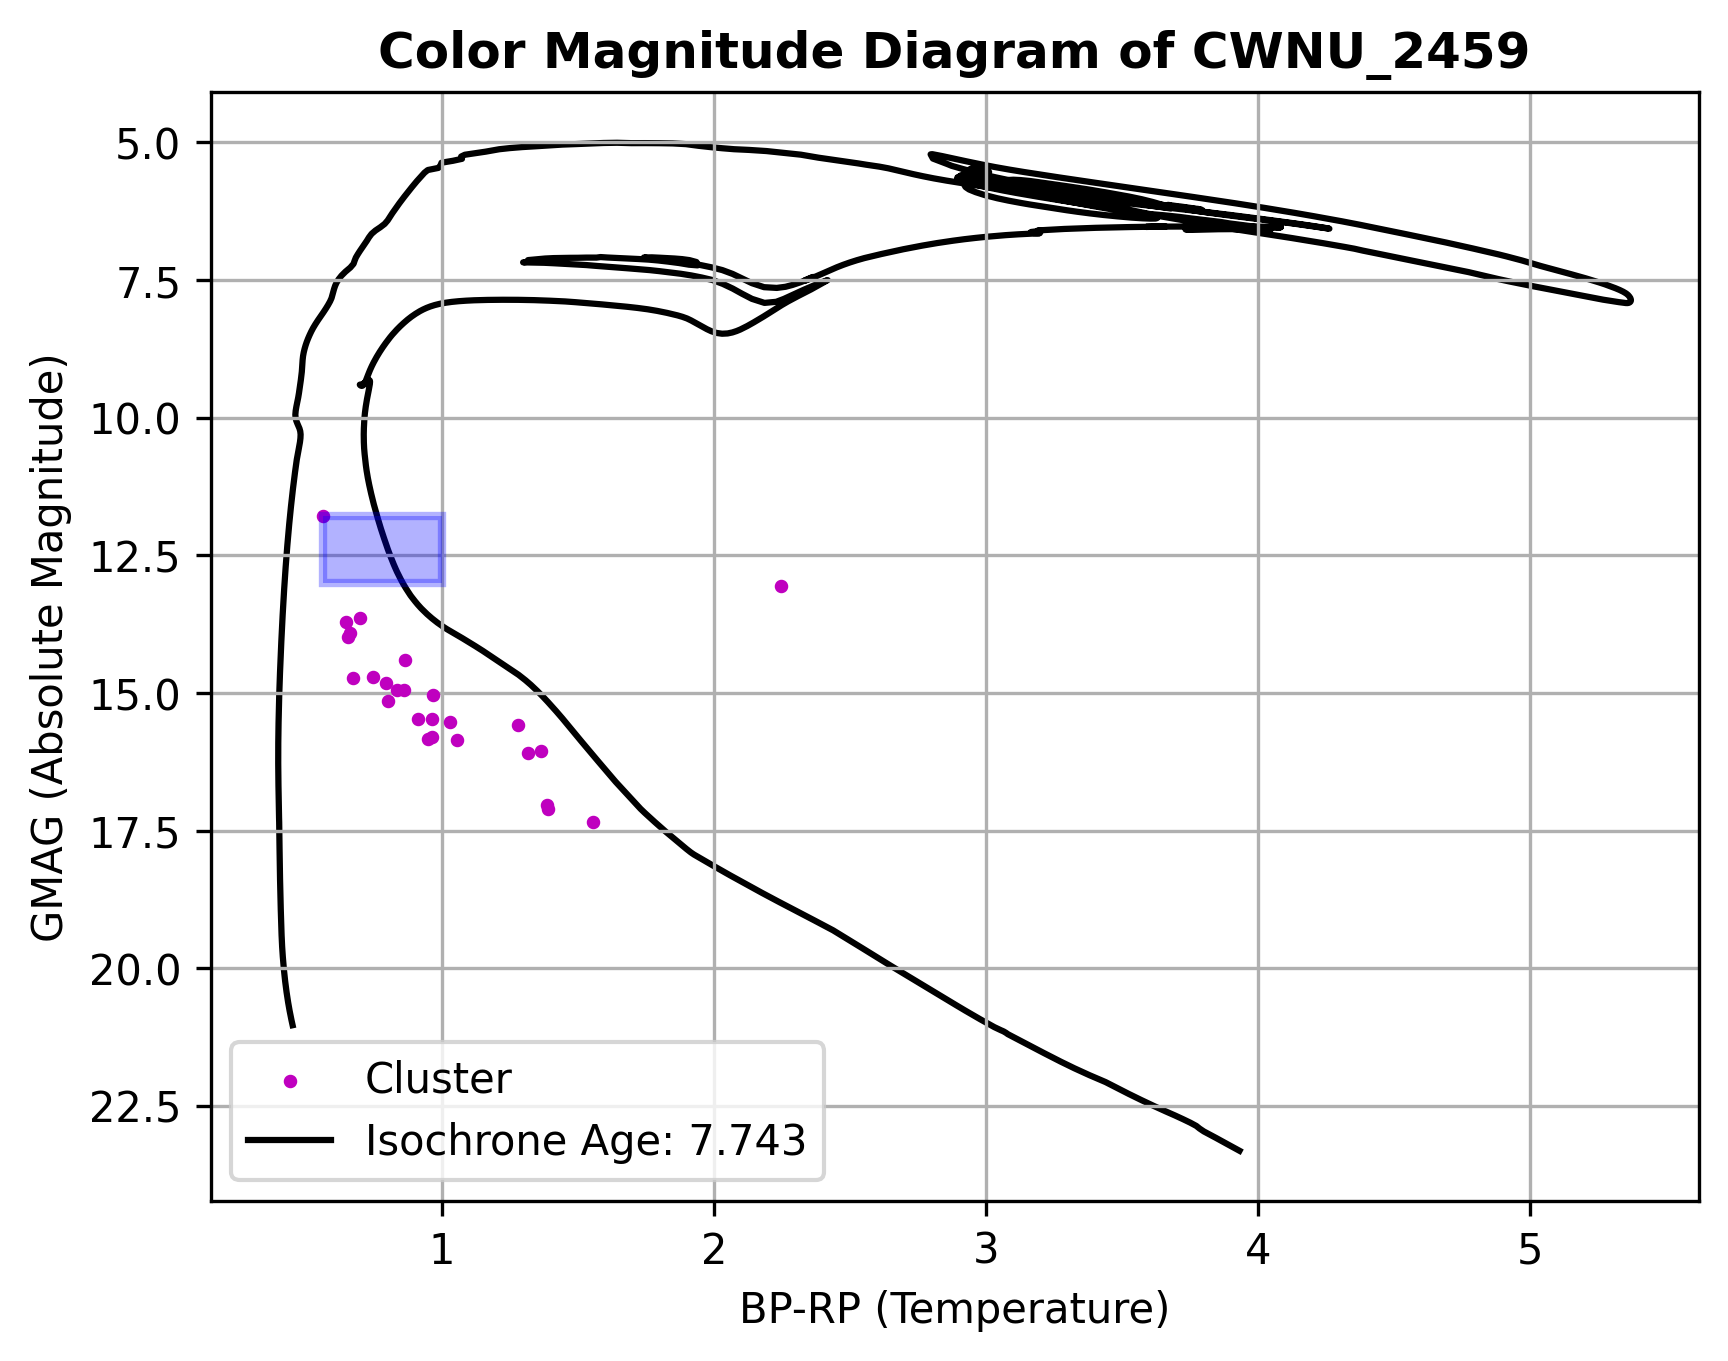 Color Magnitude Diagram of CWNU_2459
GMAG (Absolute Magnitude)
5.0
7.5
10.0
12.5
15.0
17.5
20.0
22.5
Cluster
Isochrone Age: 7.743
1 2 3 4 5
BP-RP (Temperature)